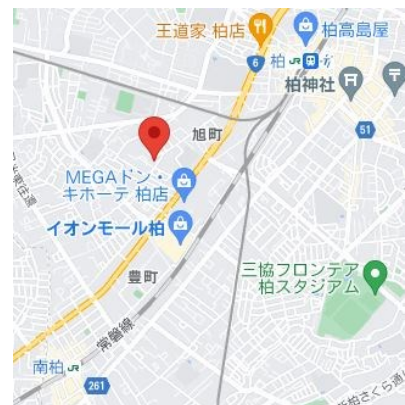 王道家 柏店
柏高島屋
6
柏 JR
柏神社
51
旭町
MEGAドン・
キホーテ 柏店
イオンモール柏
三協フロンテア
柏スタジアム
豊町
常磐線
南柏 JR
261